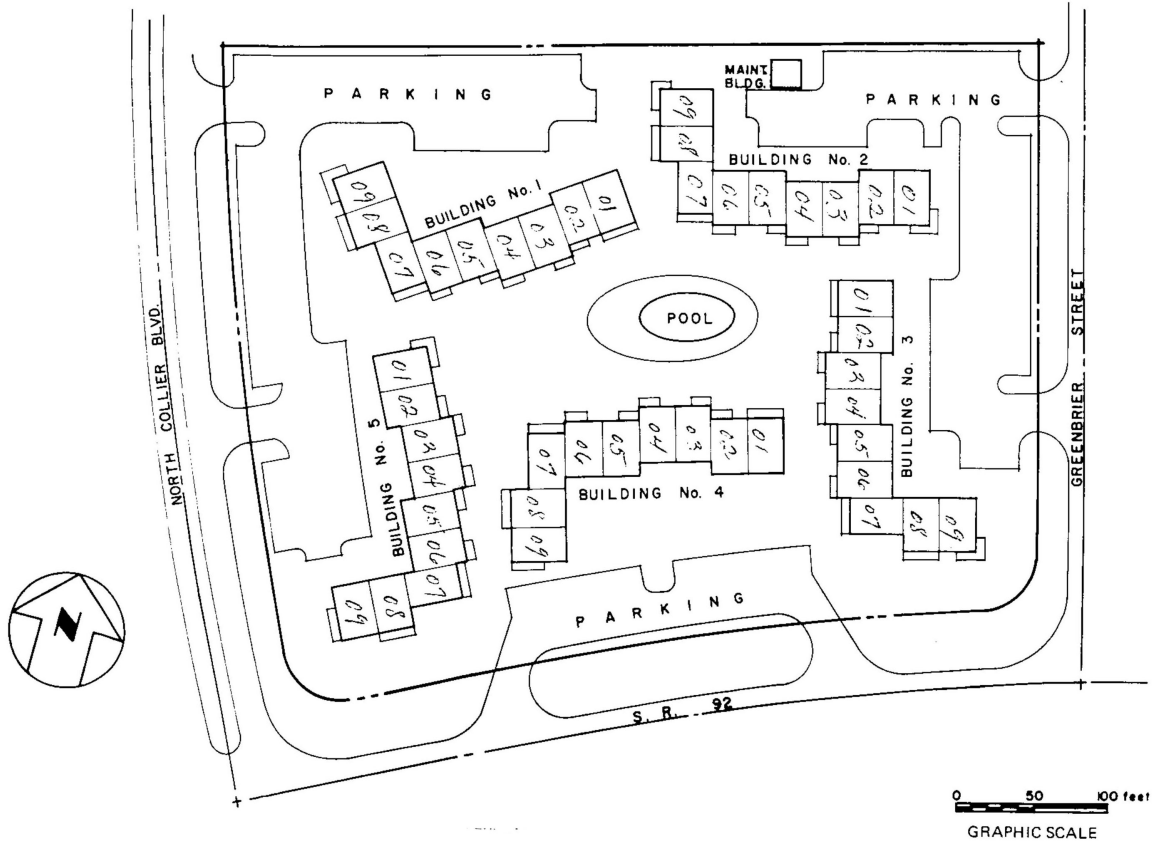 MAINT.
BLDG.
PARKING
PARKING
BUILDING No. 1
09
08
07
06
05
04
03
02
01
BUILDING No. 2
09
08
07
06
05
04
03
02
01
POOL
BUILDING No. 3
01
02
03
04
05
06
07
08
09
BUILDING No. 4
07
06
05
04
03
02
01
08
09
BUILDING No. 5
01
02
03
04
05
06
07
08
09
PARKING
NORTH COLLIER BLVD.
GREENBRIER STREET
S. R. 92
N
0 50 100 feet
GRAPHIC SCALE